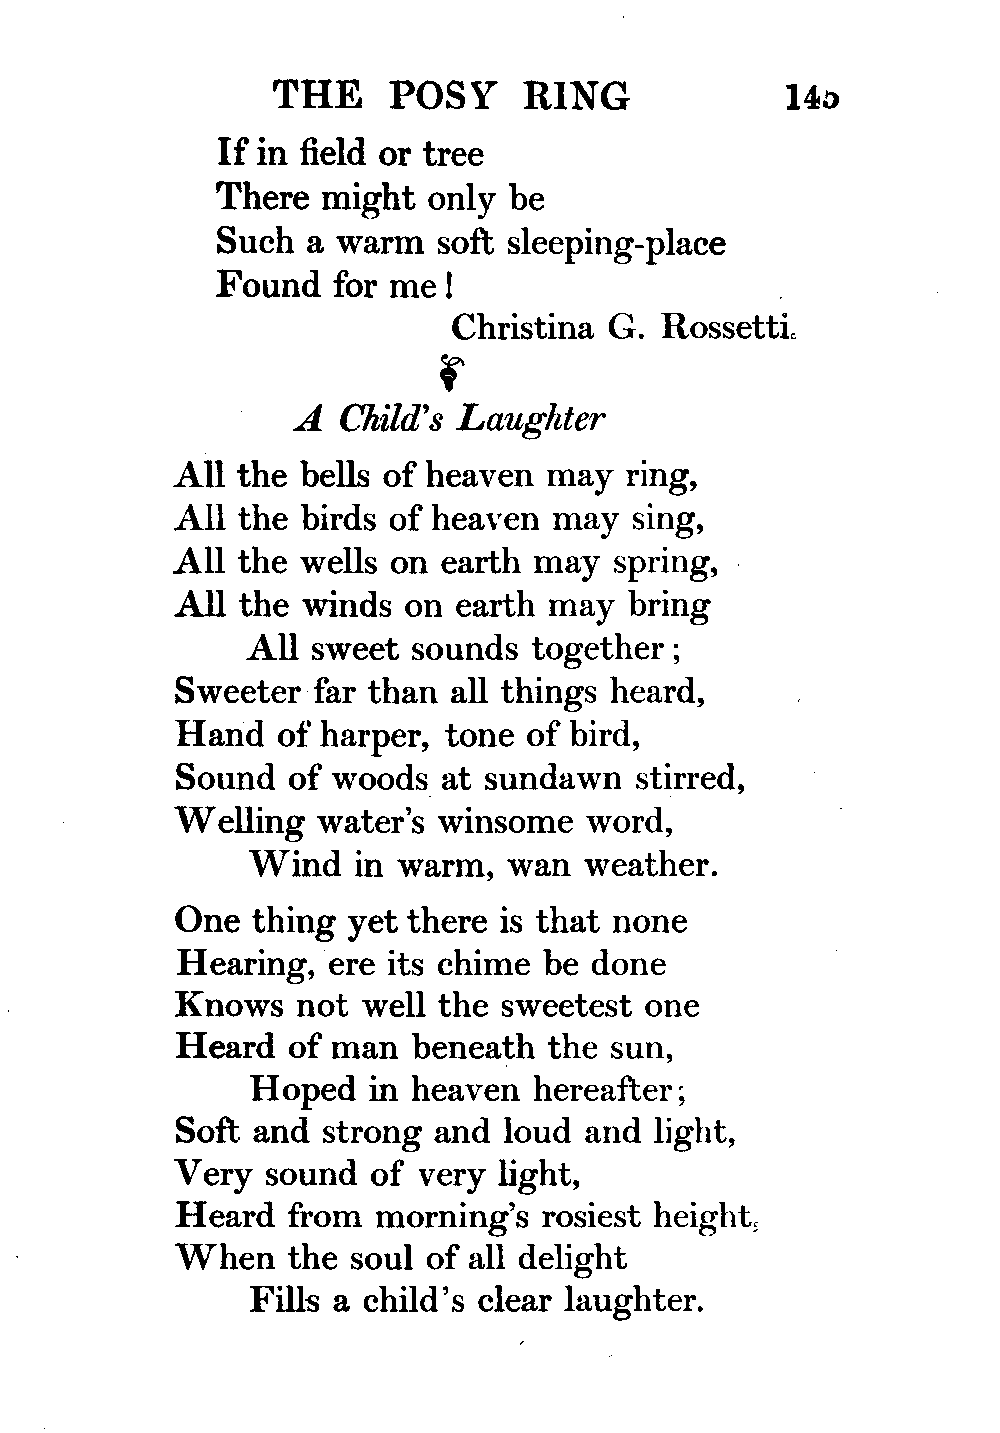 THE POSY RING 145
If in field or tree
There might only be
Such a warm soft sleeping-place
Found for me!
Christina G. Rossetti.
A Child's Laughter
All the bells of heaven may ring,
All the birds of heaven may sing,
All the wells on earth may spring,
All the winds on earth may bring
All sweet sounds together;
Sweeter far than all things heard,
Hand of harper, tone of bird,
Sound of woods at sundawn stirred,
Welling water's winsome word,
Wind in warm, wan weather.
One thing yet there is that none
Hearing, ere its chime be done
Knows not well the sweetest one
Heard of man beneath the sun,
Hoped in heaven hereafter;
Soft and strong and loud and light,
Very sound of very light,
Heard from morning's rosiest height,
When the soul of all delight
Fills a child's clear laughter.